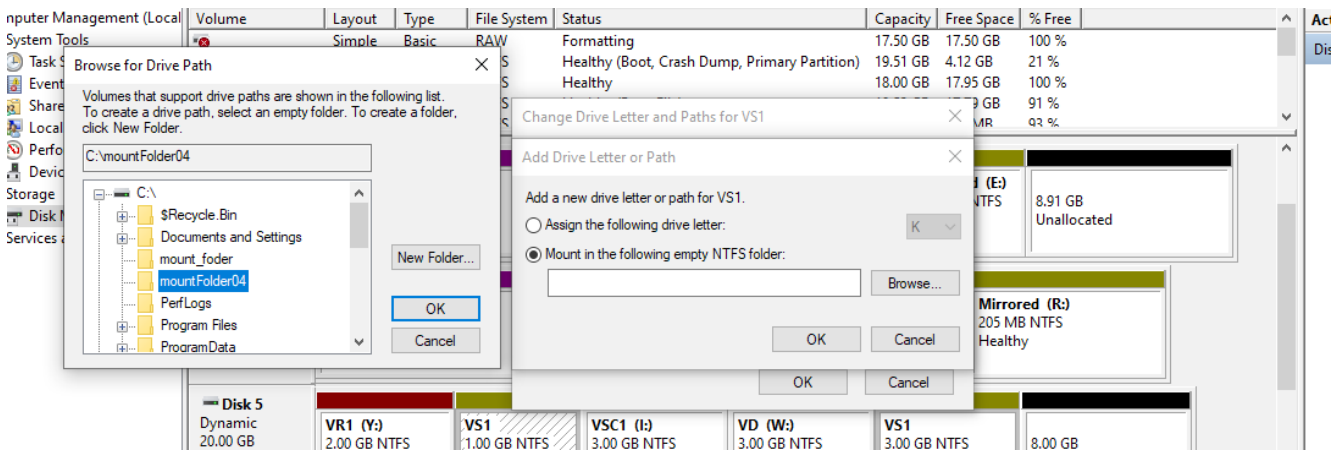 mputer Management (Local
System Tools
Task S
Event
Share
Local
Perfo
Devic
Storage
Disk M
Services a
Volume Layout Type File System Status Capacity Free Space % Free
Simple Basic RAW Formatting 17.50 GB 17.50 GB 100 %
S Healthy (Boot, Crash Dump, Primary Partition) 19.51 GB 4.12 GB 21 %
S Healthy 18.00 GB 17.95 GB 100 %
9 GB 91 %
MB 93 %
Act
Dis
Browse for Drive Path
Volumes that support drive paths are shown in the following list.
To create a drive path, select an empty folder. To create a folder,
click New Folder.
C:\mountFolder04
C:\
$Recycle.Bin
Documents and Settings
mount_foder
mountFolder04
PerfLogs
Program Files
ProgramData
New Folder...
OK
Cancel
Change Drive Letter and Paths for VS1
Add Drive Letter or Path
Add a new drive letter or path for VS1.
Assign the following drive letter:
K
Mount in the following empty NTFS folder:
Browse...
OK Cancel
OK Cancel
d (E:)
NTFS
8.91 GB
Unallocated
Mirrored (R:)
205 MB NTFS
Healthy
Disk 5
Dynamic
20.00 GB
VR1 (Y:)
2.00 GB NTFS
VS1
1.00 GB NTFS
VSC1 (I:)
3.00 GB NTFS
VD (W:)
3.00 GB NTFS
VS1
3.00 GB NTFS
8.00 GB